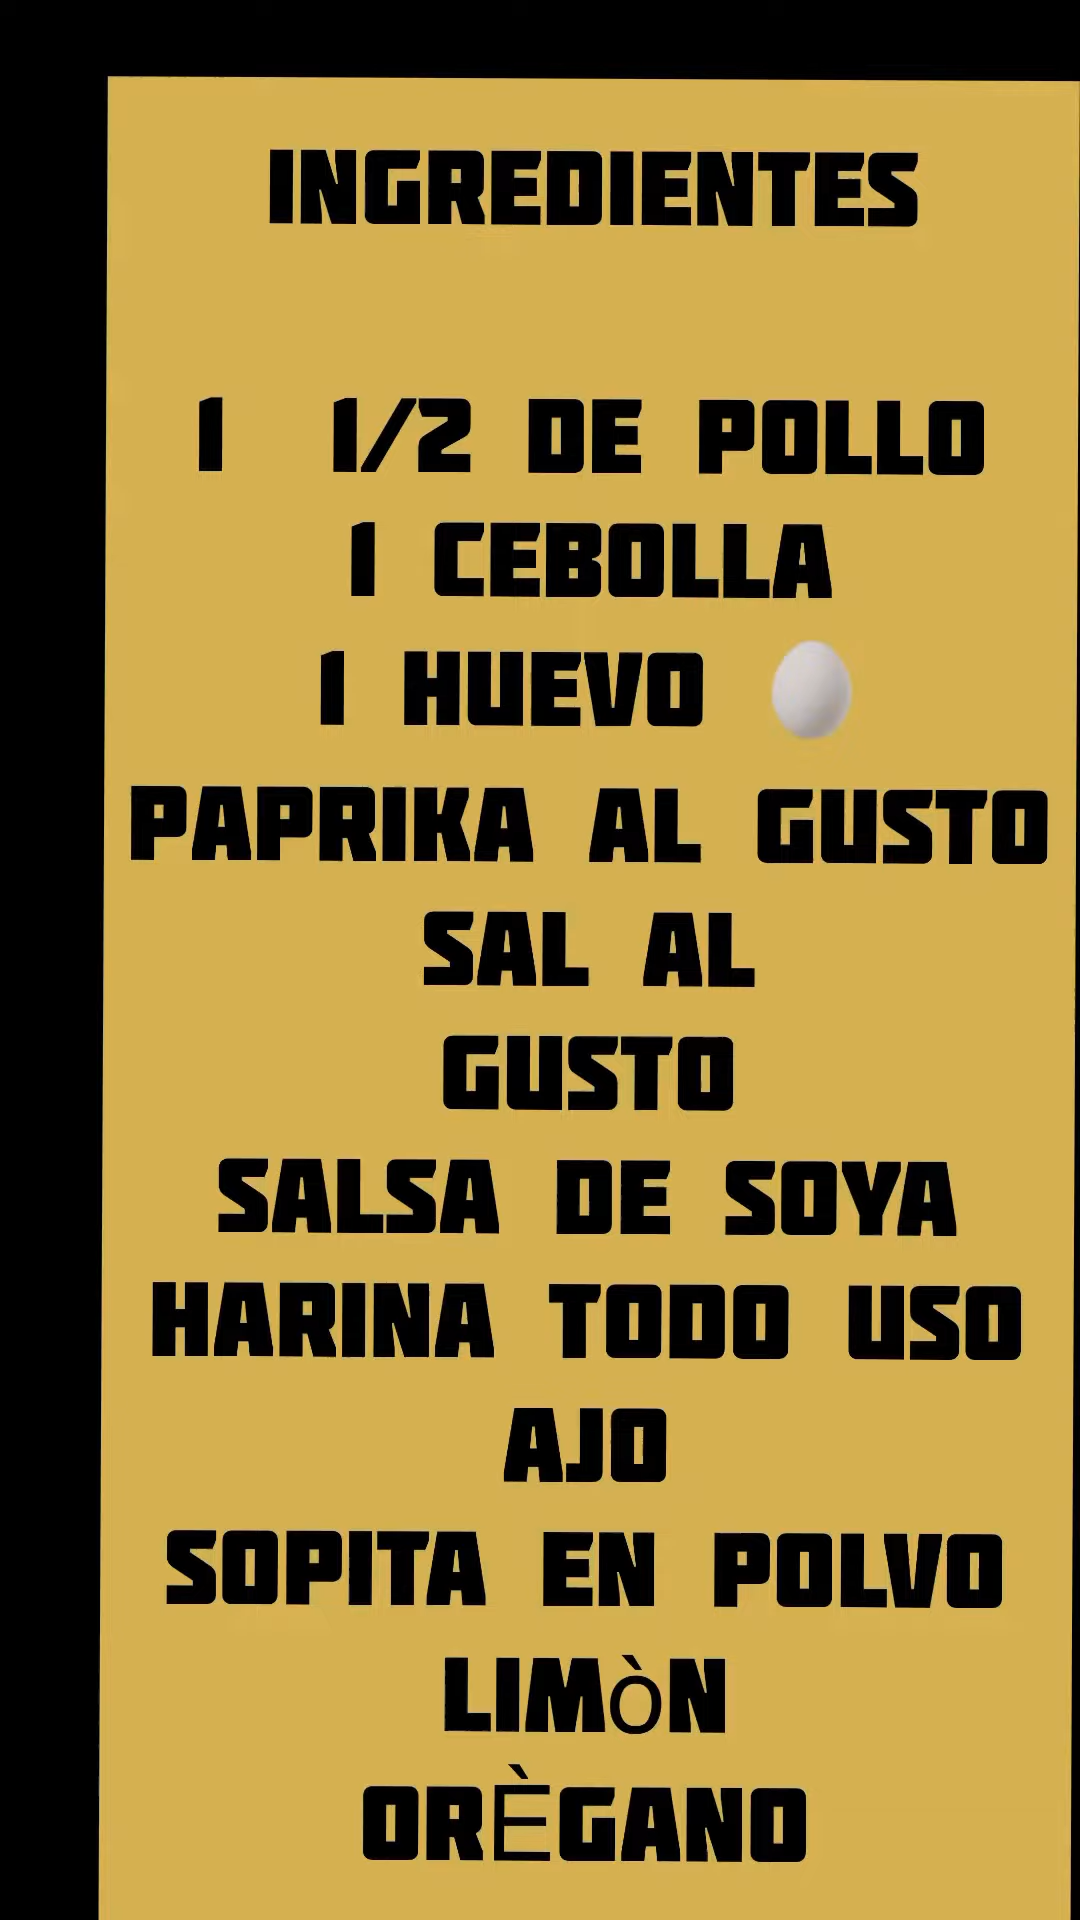 INGREDIENTES
1 1/2 DE POLLO
1 CEBOLLA
1 HUEVO 🥚
PAPRIKA AL GUSTO
SAL AL
GUSTO
SALSA DE SOYA
HARINA TODO USO
AJO
SOPITA EN POLVO
LIMÒN
ORÈGANO